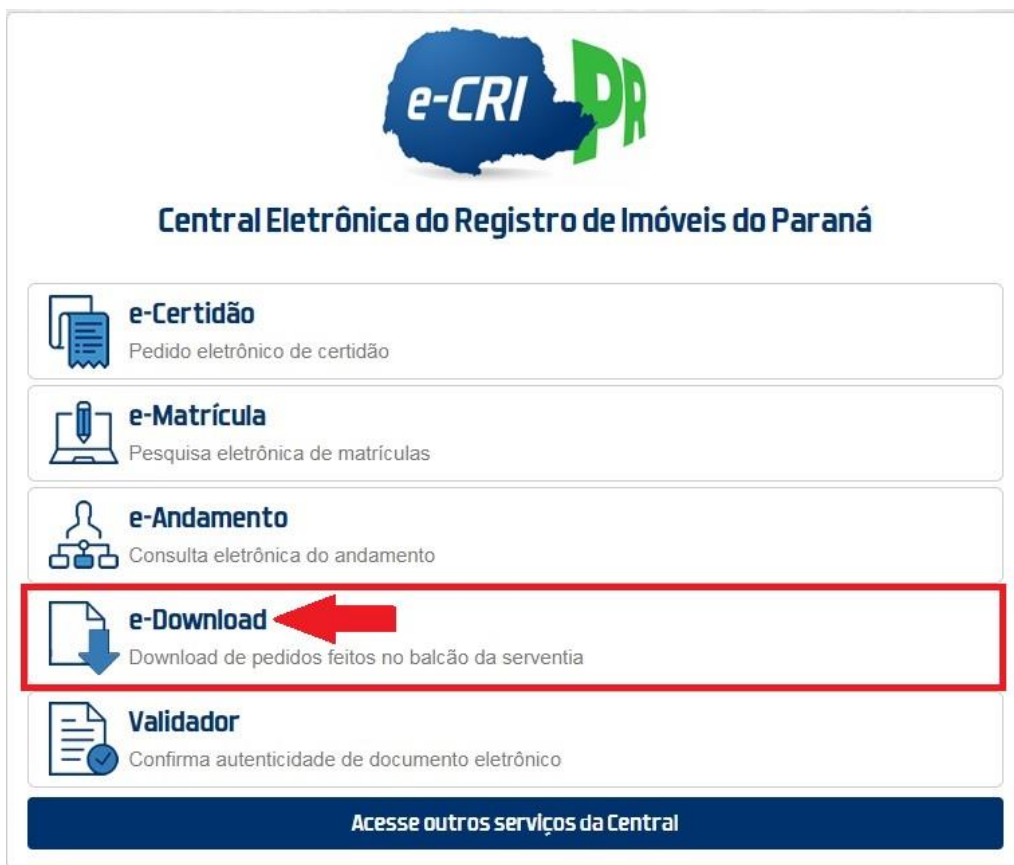 e-CRI PR
Central Eletrônica do Registro de Imóveis do Paraná
e-Certidão
Pedido eletrônico de certidão
e-Matrícula
Pesquisa eletrônica de matrículas
e-Andamento
Consulta eletrônica do andamento
e-Download
Download de pedidos feitos no balcão da serventia
Validador
Confirma autenticidade de documento eletrônico
Acesse outros serviços da Central